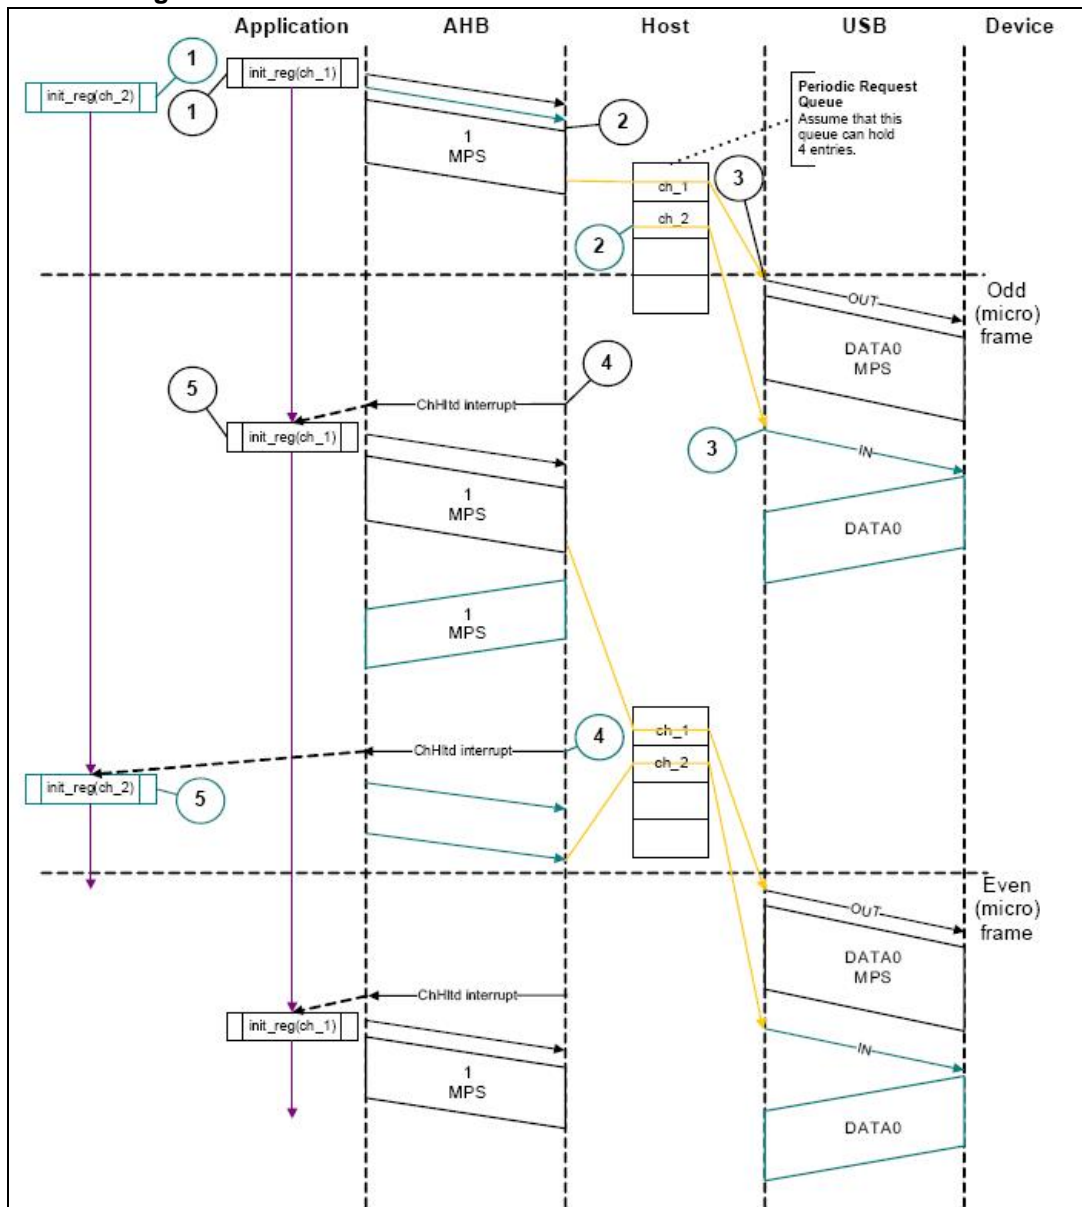 Application AHB Host USB Device
1
init_reg(ch_1)
init_reg(ch_2)
1
Periodic Request
Queue
Assume that this
queue can hold
4 entries.
2
1
MPS
3
ch_1
ch_2
2
Odd
(micro)
frame
OUT
DATA0
MPS
4
5
ChHltd interrupt
init_reg(ch_1)
3
IN
1
MPS
DATA0
1
MPS
ch_1
4
ChHltd interrupt
ch_2
init_reg(ch_2)
5
Even
(micro)
frame
OUT
DATA0
MPS
ChHltd interrupt
init_reg(ch_1)
IN
1
MPS
DATA0